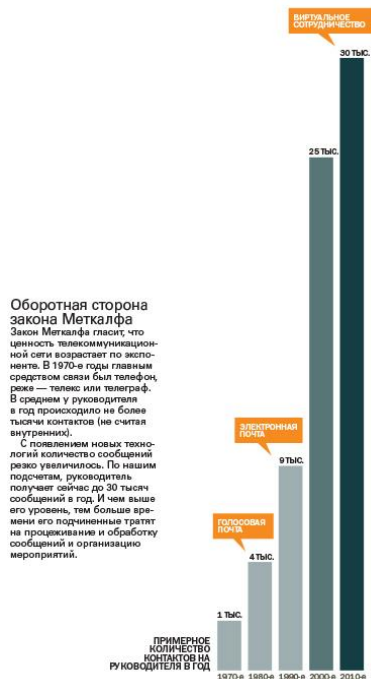 ВИРТУАЛЬНОЕ
СОТРУДНИЧЕСТВО
30 ТЫС.
25 ТЫС.
Оборотная сторона
закона Меткалфа
Закон Меткалфа гласит, что
ценность телекоммуникацион-
ной сети возрастает по экспо-
ненте. В 1970-е годы главным
средством связи был телефон,
реже — телекс или телеграф.
В среднем у руководителя
в год происходило не более
тысячи контактов (не считая
внутренних).
С появлением новых техно-
логий количество сообщений
резко увеличилось. По нашим
подсчетам, руководитель
получает сейчас до 30 тысяч
сообщений в год. И чем выше
его уровень, тем больше вре-
мени его подчиненные тратят
на процеживание и обработку
сообщений и организацию
мероприятий.
ЭЛЕКТРОННАЯ
ПОЧТА
9 ТЫС.
ГОЛОСОВАЯ
ПОЧТА
4 ТЫС.
1 ТЫС.
ПРИМЕРНОЕ
КОЛИЧЕСТВО
КОНТАКТОВ НА
РУКОВОДИТЕЛЯ В ГОД
1970-е 1980-е 1990-е 2000-е 2010-е